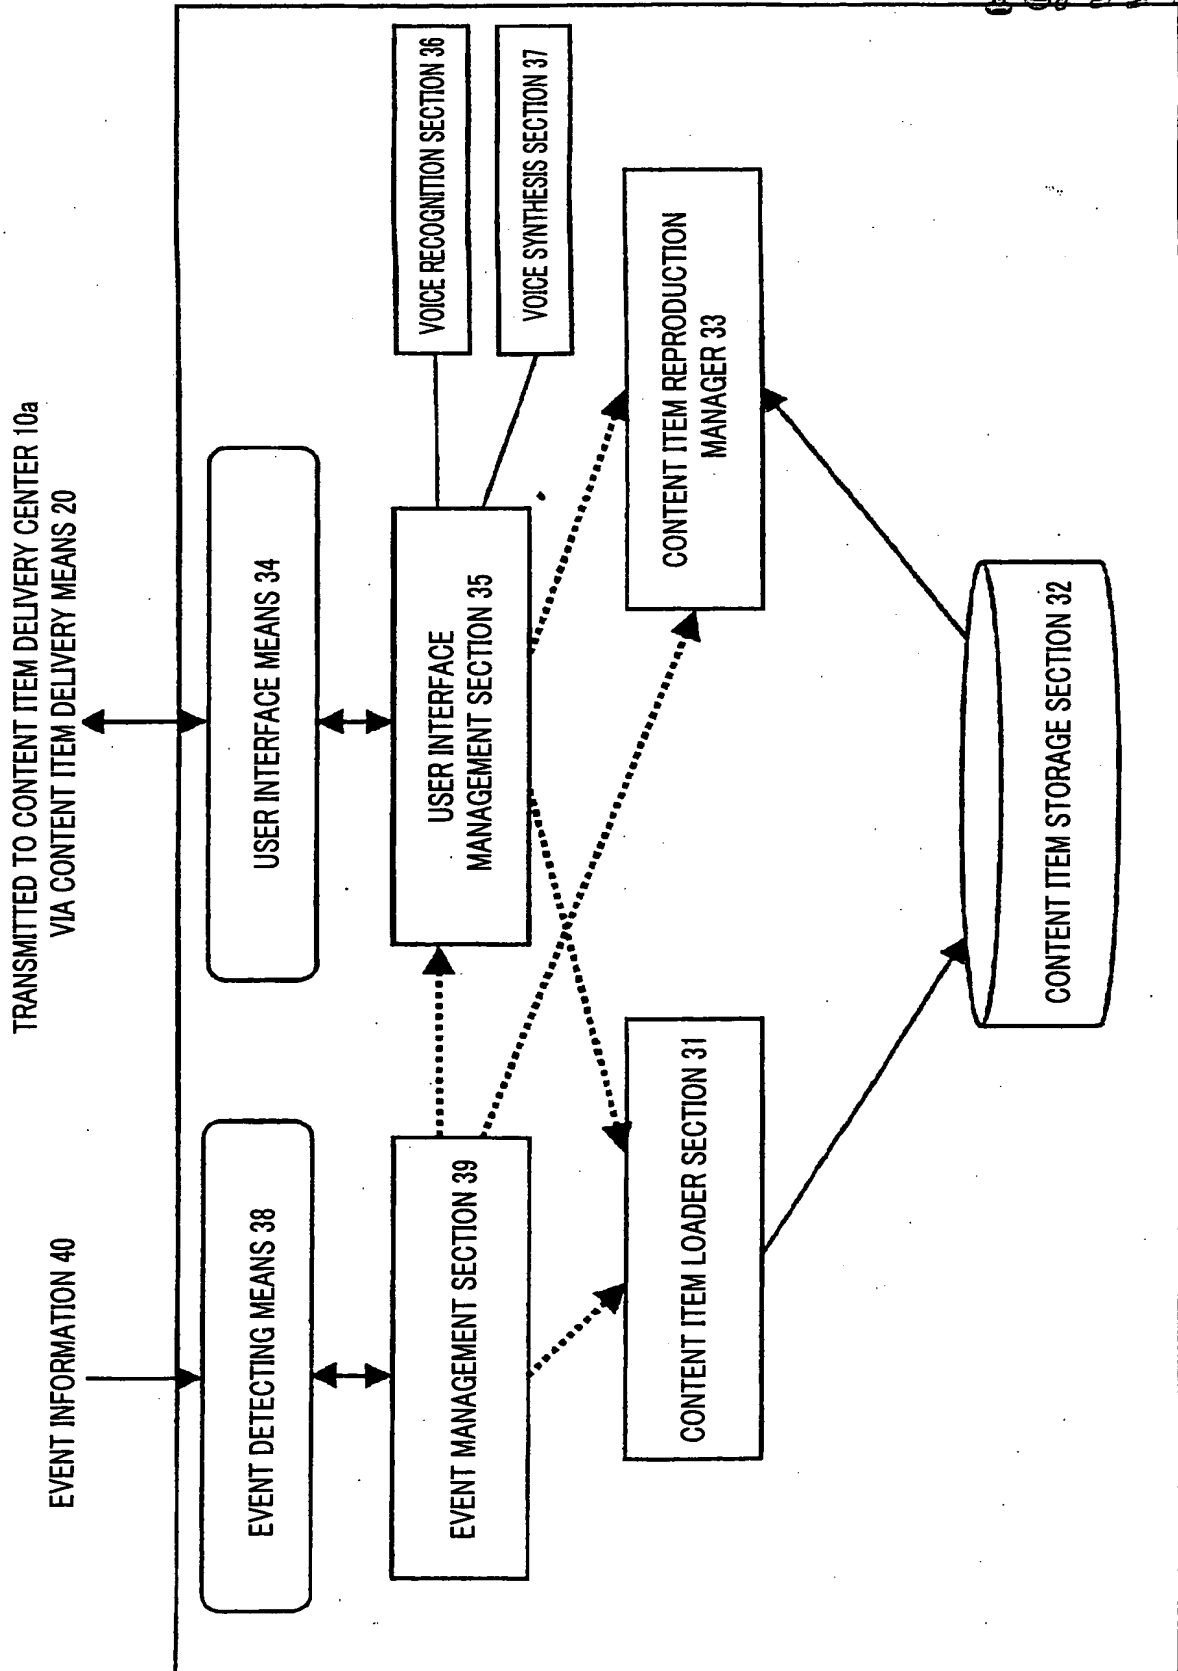 TRANSMITTED TO CONTENT ITEM DELIVERY CENTER 10a
VIA CONTENT ITEM DELIVERY MEANS 20
EVENT INFORMATION 40
EVENT DETECTING MEANS 38
USER INTERFACE MEANS 34
EVENT MANAGEMENT SECTION 39
USER INTERFACE
MANAGEMENT SECTION 35
VOICE RECOGNITION SECTION 36
VOICE SYNTHESIS SECTION 37
CONTENT ITEM LOADER SECTION 31
CONTENT ITEM REPRODUCTION
MANAGER 33
CONTENT ITEM STORAGE SECTION 32